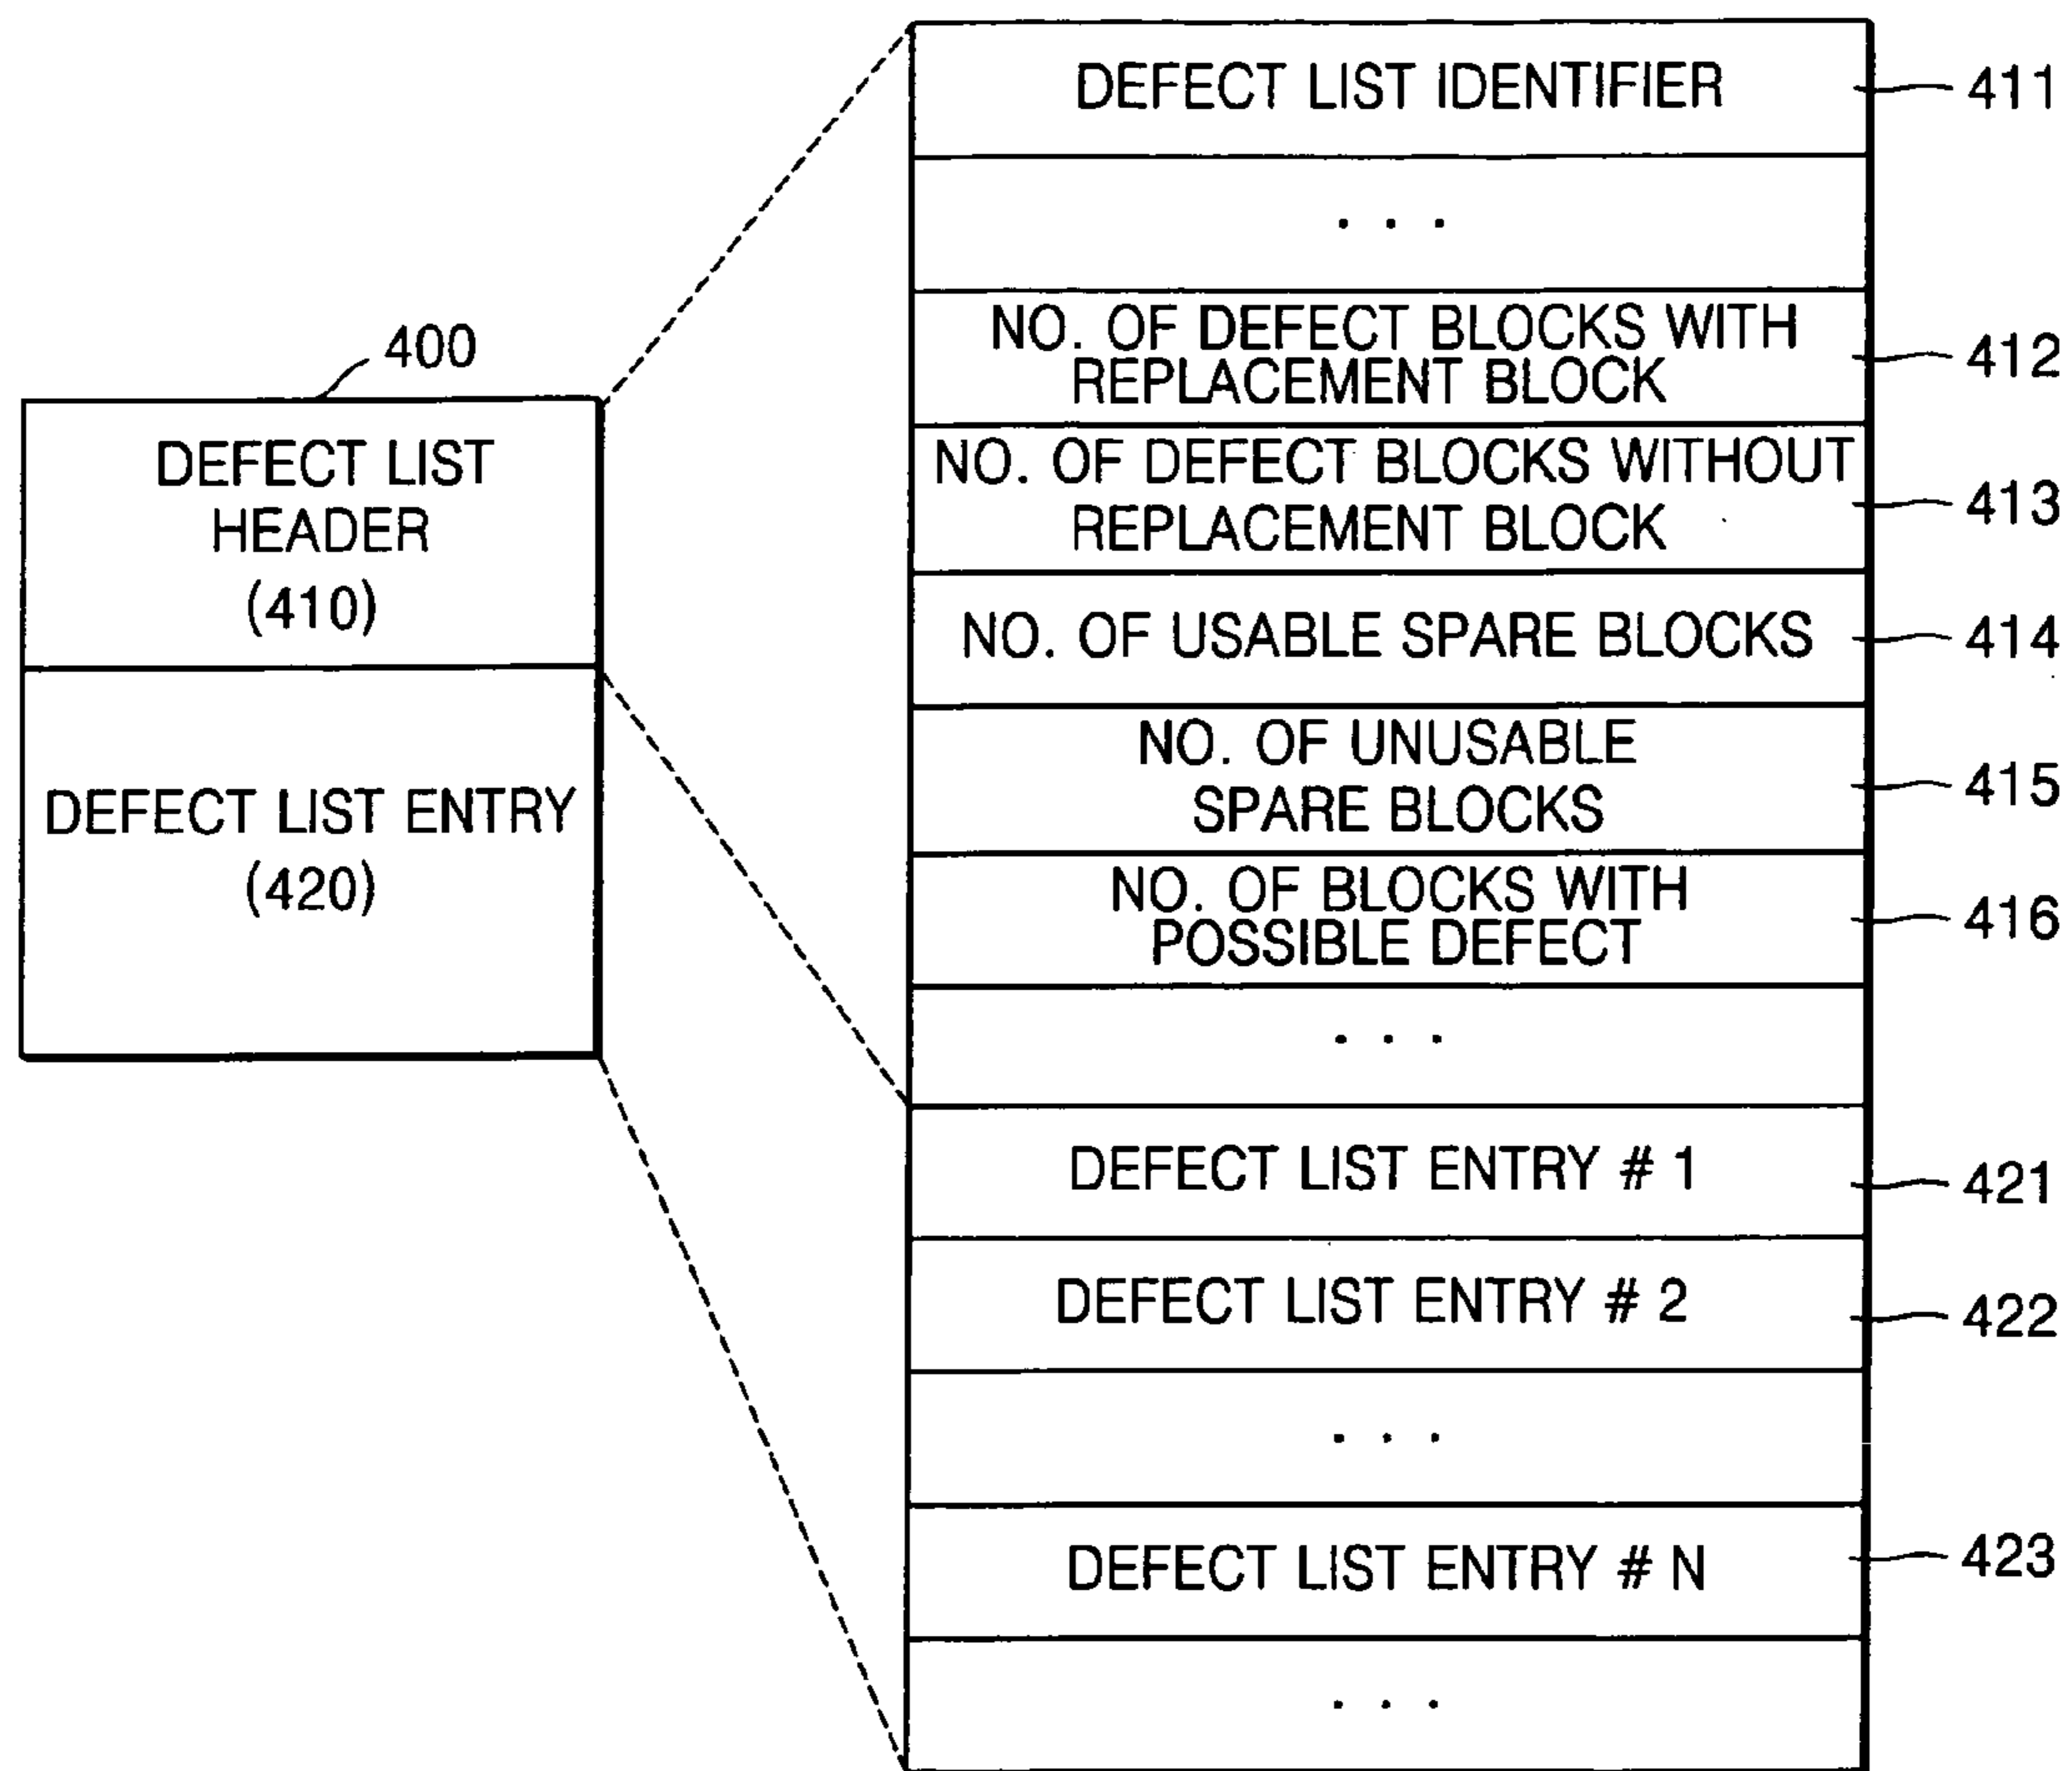 400
DEFECT LIST
HEADER
(410)
DEFECT LIST ENTRY
(420)
DEFECT LIST IDENTIFIER
411
. . .
NO. OF DEFECT BLOCKS WITH
REPLACEMENT BLOCK
412
NO. OF DEFECT BLOCKS WITHOUT
REPLACEMENT BLOCK
413
NO. OF USABLE SPARE BLOCKS
414
NO. OF UNUSABLE
SPARE BLOCKS
415
NO. OF BLOCKS WITH
POSSIBLE DEFECT
416
. . .
DEFECT LIST ENTRY # 1
421
DEFECT LIST ENTRY # 2
422
. . .
DEFECT LIST ENTRY # N
423
. . .